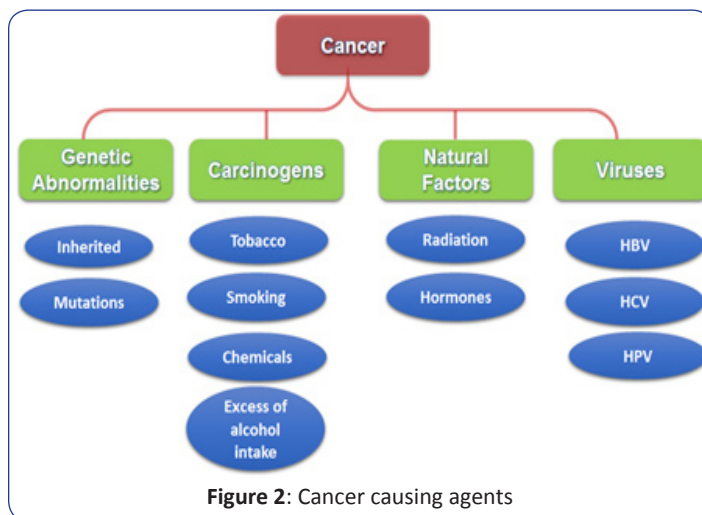 Cancer
Genetic
Abnormalities
Carcinogens
Natural
Factors
Viruses
Inherited
Mutations
Tobacco
Smoking
Chemicals
Excess of
alcohol
intake
Radiation
Hormones
HBV
HCV
HPV
Figure 2: Cancer causing agents